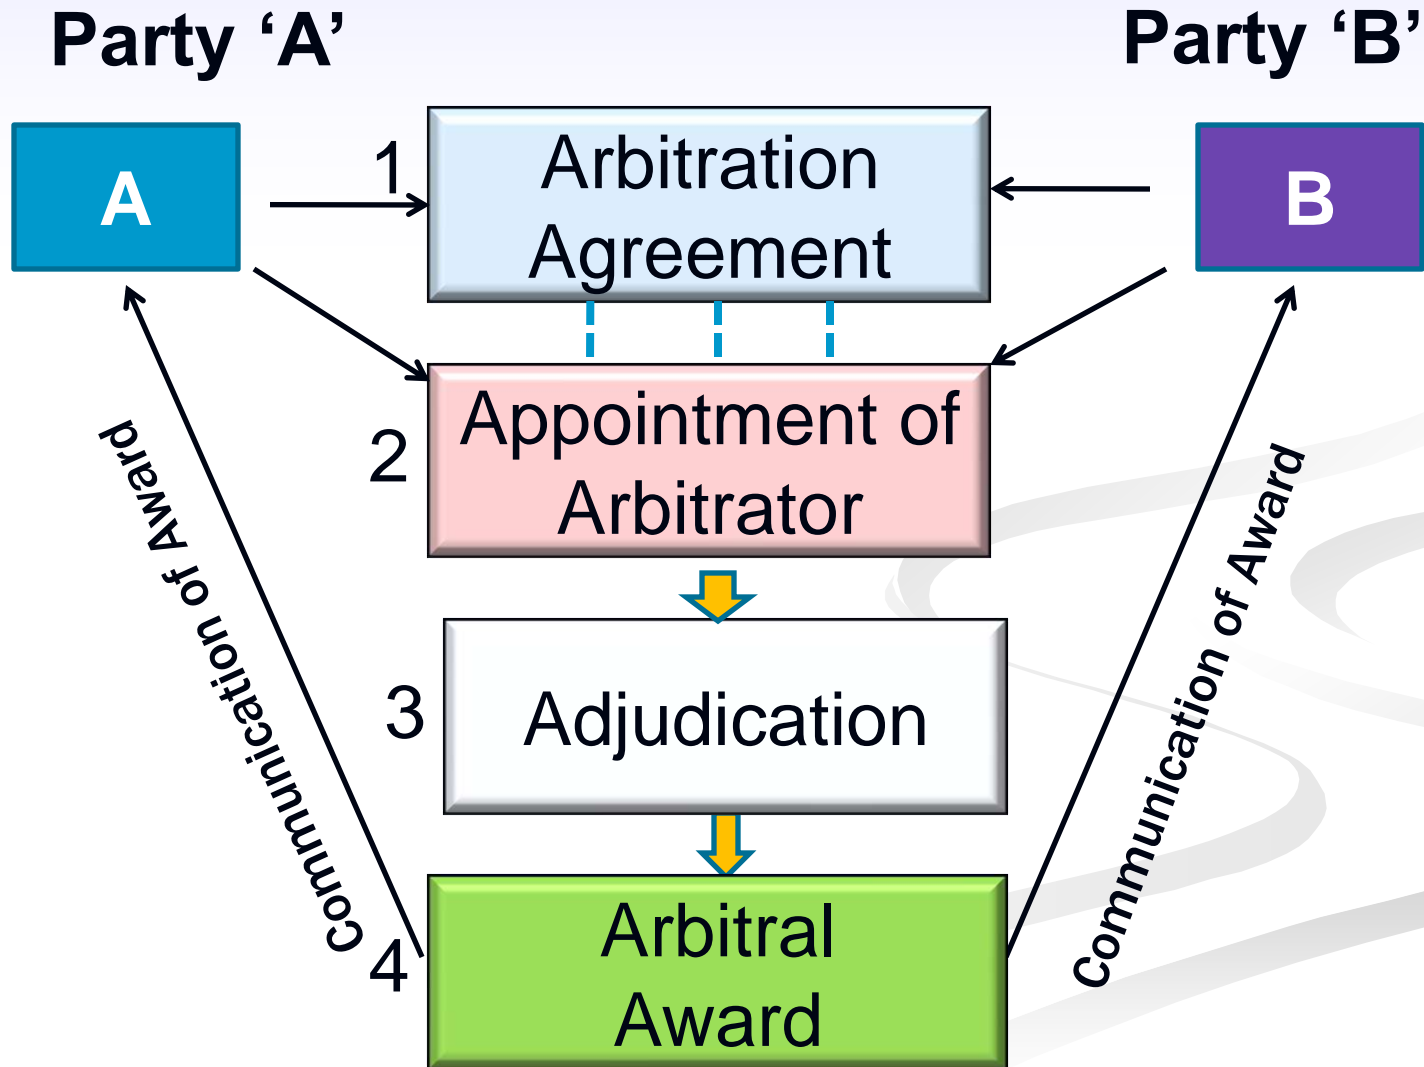 Party ‘A’
Party ‘B’
A
1
Arbitration
Agreement
B
2
Appointment of
Arbitrator
3
Adjudication
4
Arbitral
Award
Communication of Award
Communication of Award